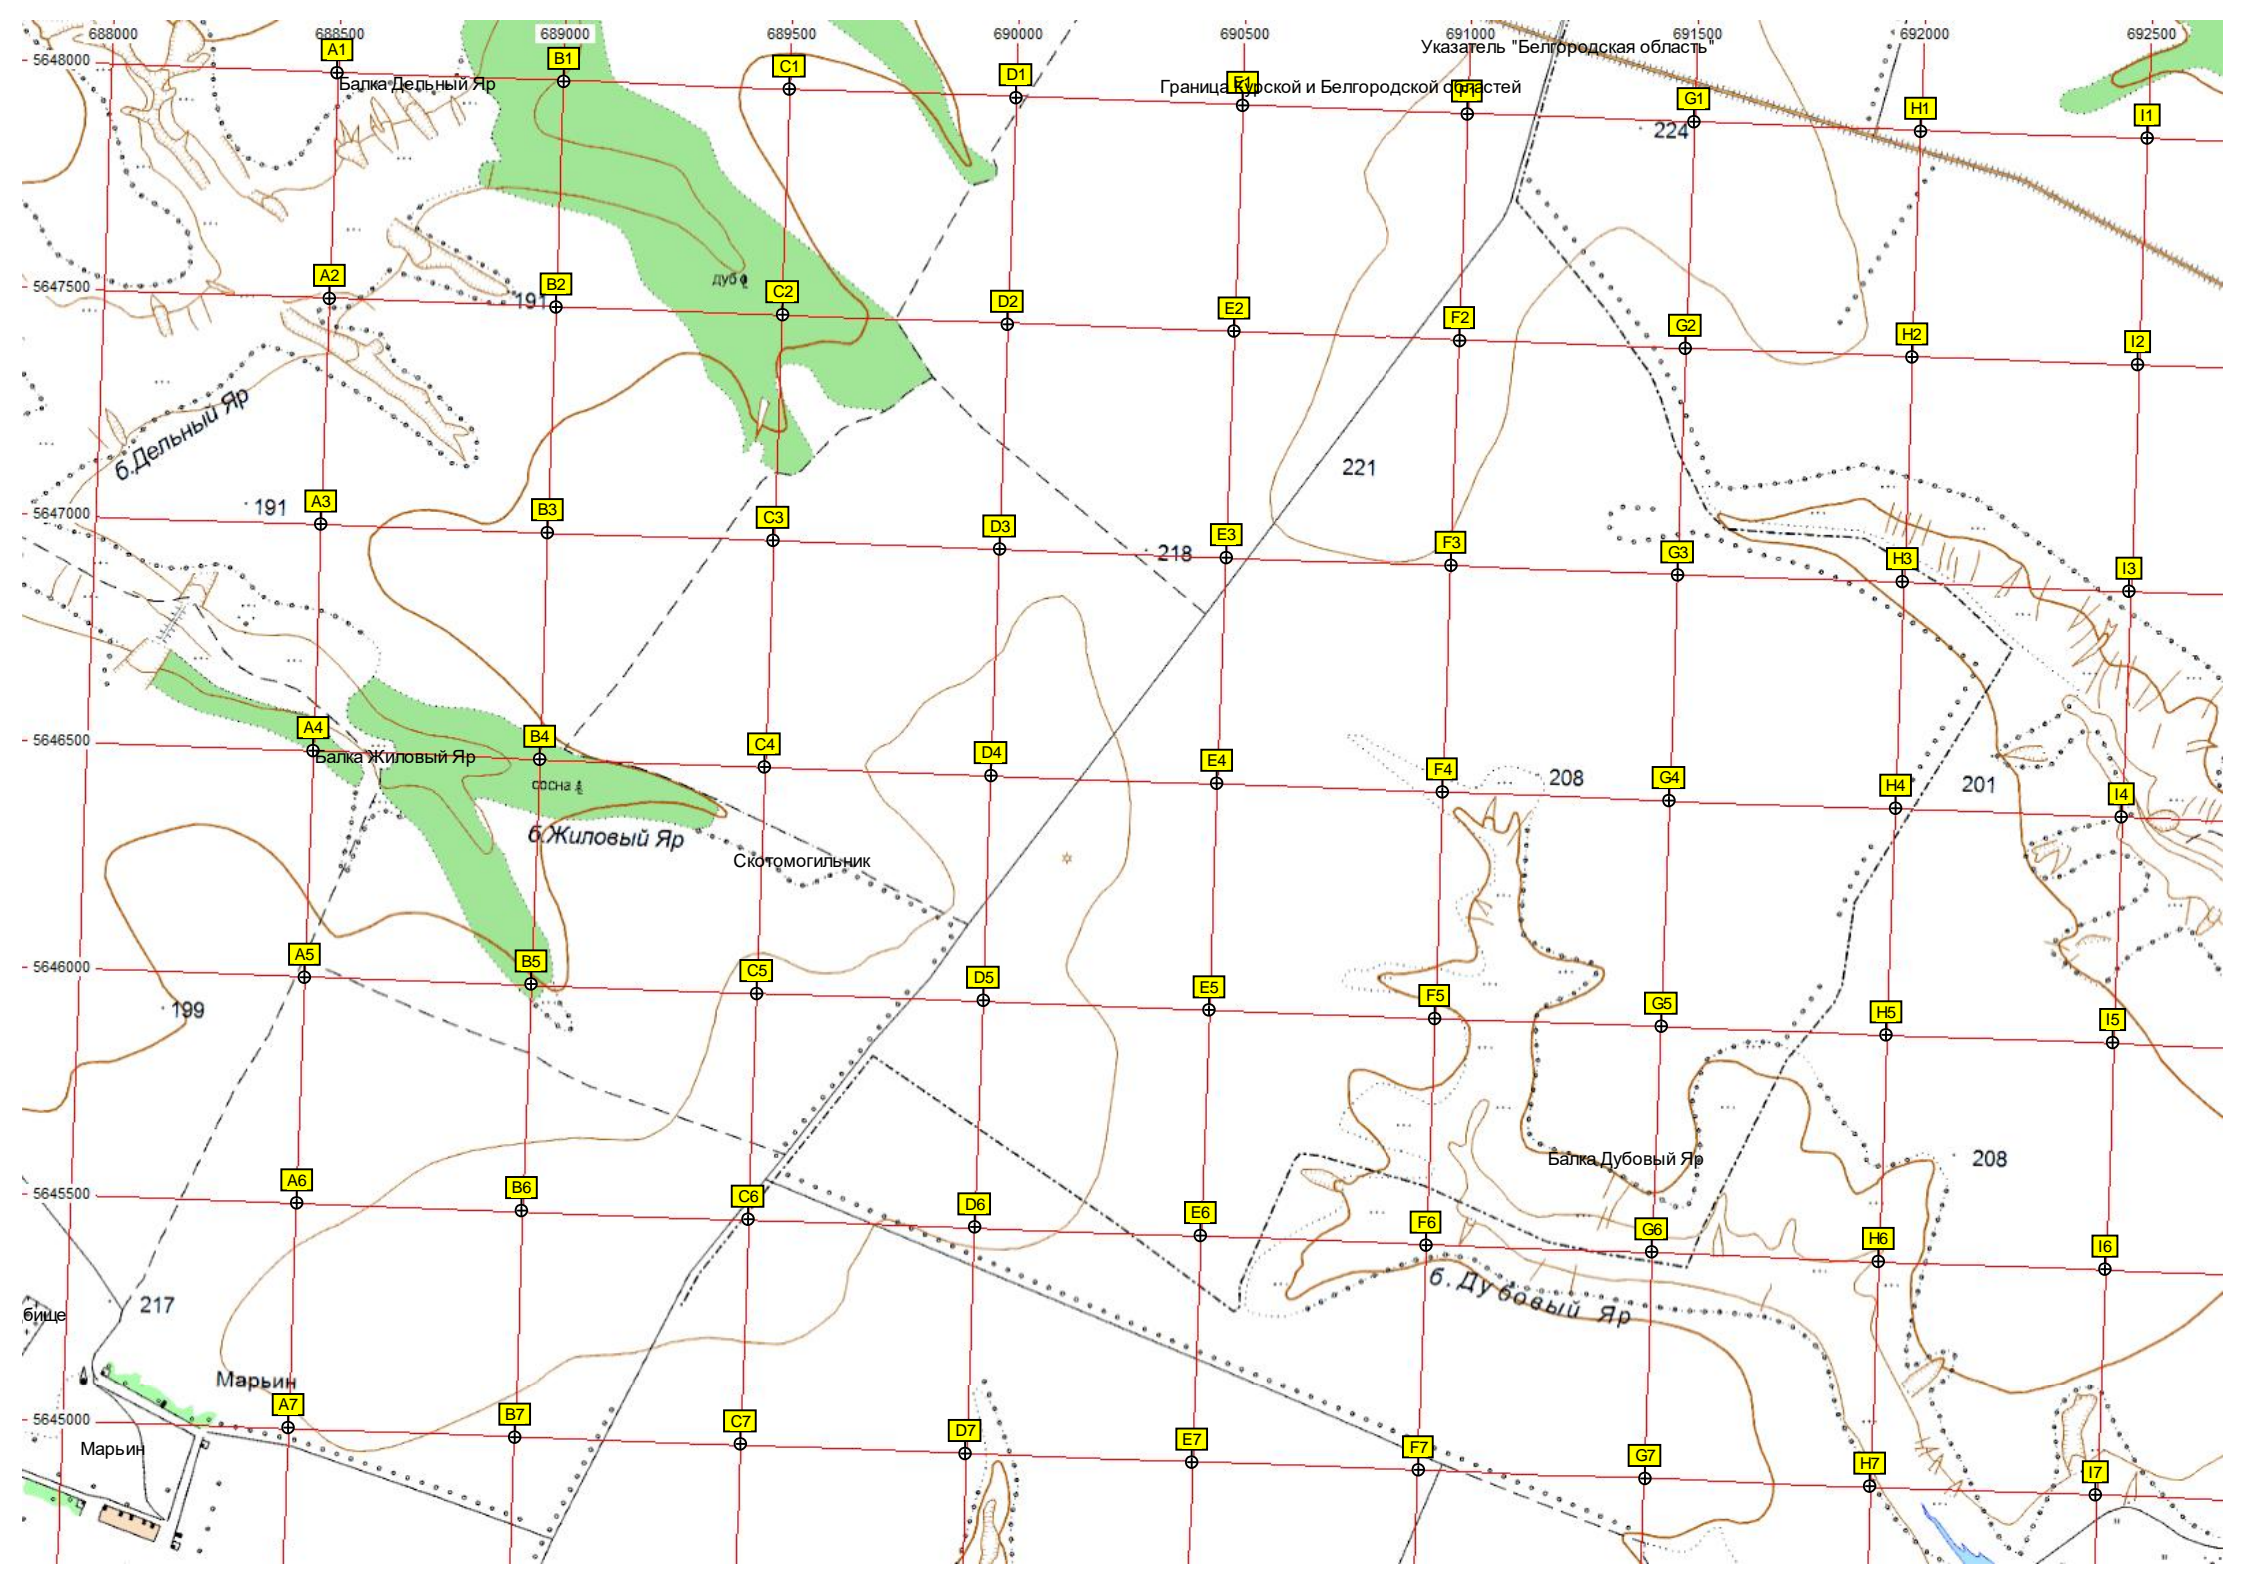 688000 688500 689000 689500 690000 690500 691000 691500 692000 692500
Указатель "Белгородская область"
5648000
A1 B1 C1 D1 E1 F1 G1 H1 I1
Балка Дельный Яр
Граница Курской и Белгородской областей
224
дуб
5647500
A2 B2 C2 D2 E2 F2 G2 H2 I2
191
б.Дельный Яр
221
191
5647000
A3 B3 C3 D3 E3 F3 G3 H3 I3
218
5646500
A4 B4 C4 D4 E4 F4 G4 H4 I4
Балка Жиловый Яр
сосна
208
201
б.Жиловый Яр
Скотомогильник
5646000
A5 B5 C5 D5 E5 F5 G5 H5 I5
199
Балка Дубовый Яр
208
5645500
A6 B6 C6 D6 E6 F6 G6 H6 I6
б. Дубовый Яр
217
бище
Марьин
5645000
A7 B7 C7 D7 E7 F7 G7 H7 I7
Марьин